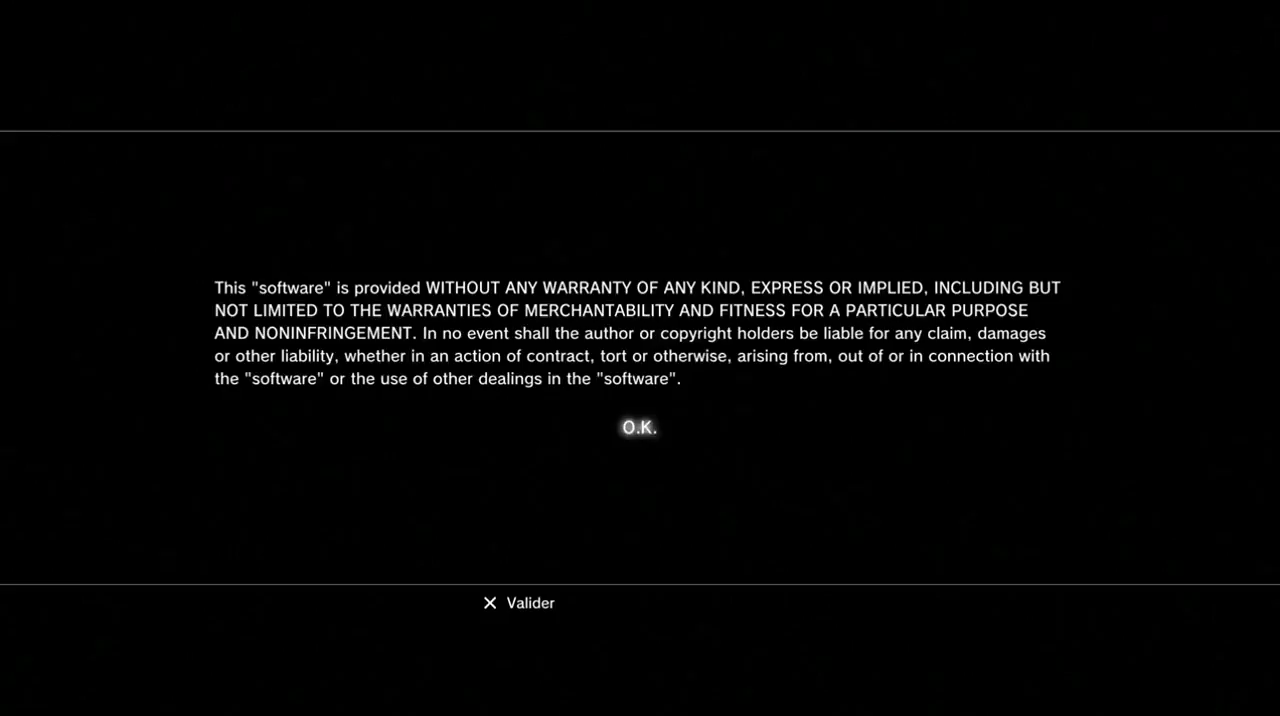 This "software" is provided WITHOUT ANY WARRANTY OF ANY KIND, EXPRESS OR IMPLIED, INCLUDING BUT
NOT LIMITED TO THE WARRANTIES OF MERCHANTABILITY AND FITNESS FOR A PARTICULAR PURPOSE
AND NONINFRINGEMENT. In no event shall the author or copyright holders be liable for any claim, damages
or other liability, whether in an action of contract, tort or otherwise, arising from, out of or in connection with
the "software" or the use of other dealings in the "software".
O.K.
Valider